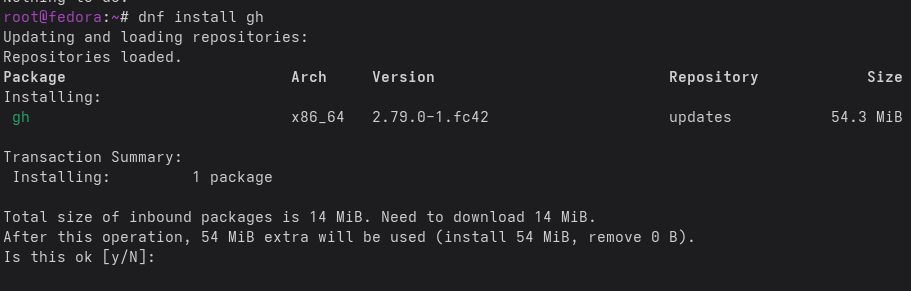 Nothing to do.
root@fedora:~# dnf install gh
Updating and loading repositories:
Repositories loaded.
Package Arch Version Repository Size
Installing:
gh x86_64 2.79.0-1.fc42 updates 54.3 MiB
Transaction Summary:
Installing: 1 package
Total size of inbound packages is 14 MiB. Need to download 14 MiB.
After this operation, 54 MiB extra will be used (install 54 MiB, remove 0 B).
Is this ok [y/N]: